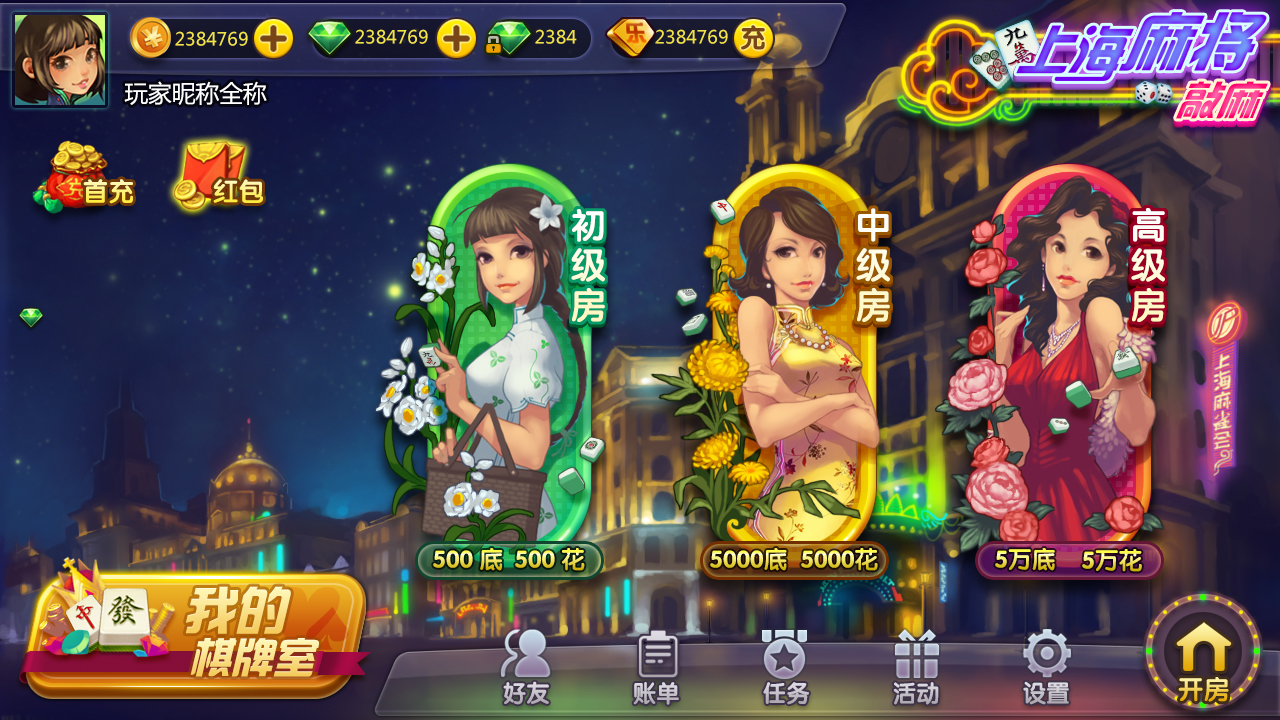 2384769
2384769
2384
乐
2384769
充
玩家昵称全称
九萬
上海麻将
敲麻
首充
红包
初级房
中级房
高级房
500 底 500 花
5000底 5000花
5万底 5万花
發
我的
棋牌室
好友
账单
任务
活动
设置
开房